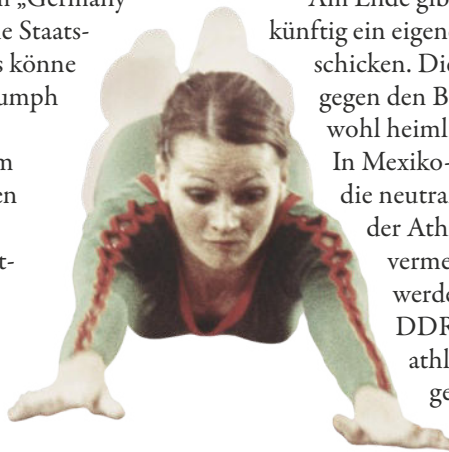 „Germany
e Staats-
s könne
umph
m
en
t-
Am Ende gib
künftig ein eigen
schicken. Die
gegen den B
wohl heiml
In Mexiko-
die neutra
der Ath
verme
werde
DDR
athl
ge